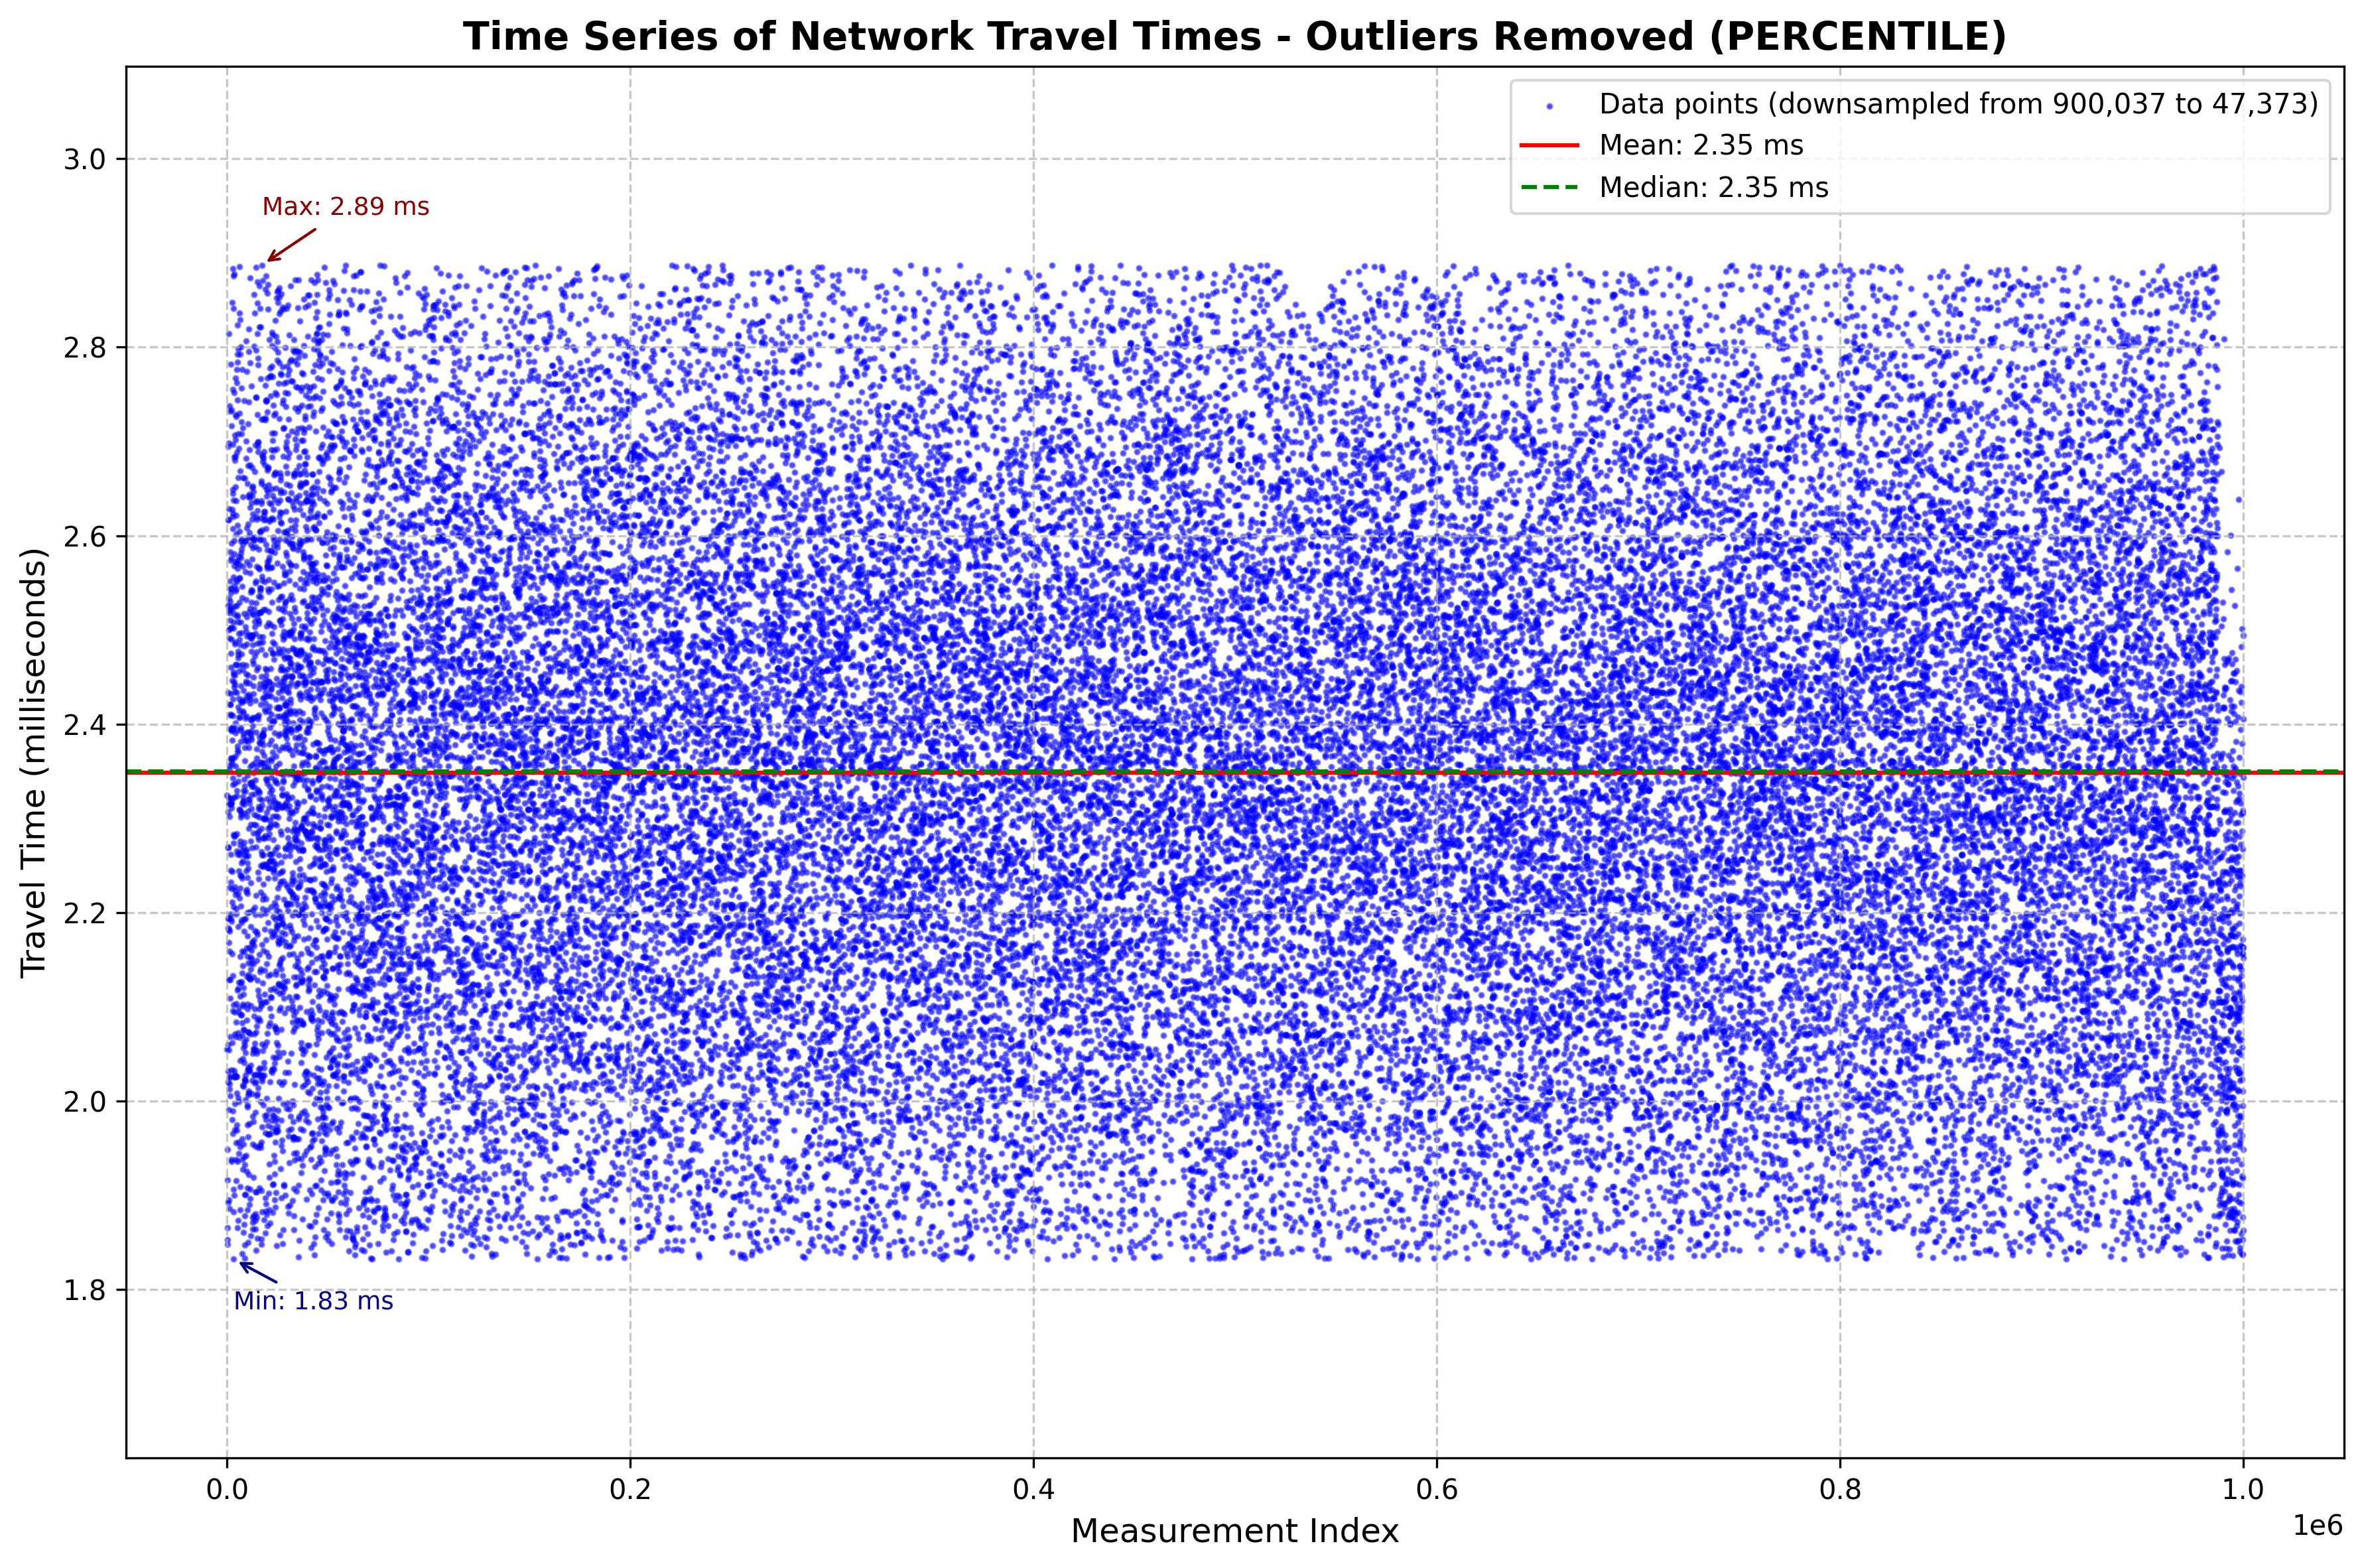 Time Series of Network Travel Times - Outliers Removed (PERCENTILE)
Data points (downsampled from 900,037 to 47,373)
Mean: 2.35 ms
Median: 2.35 ms
Max: 2.89 ms
Min: 1.83 ms
Travel Time (milliseconds)
3.0
2.8
2.6
2.4
2.2
2.0
1.8
0.0
0.2
0.4
0.6
0.8
1.0
1e6
Measurement Index